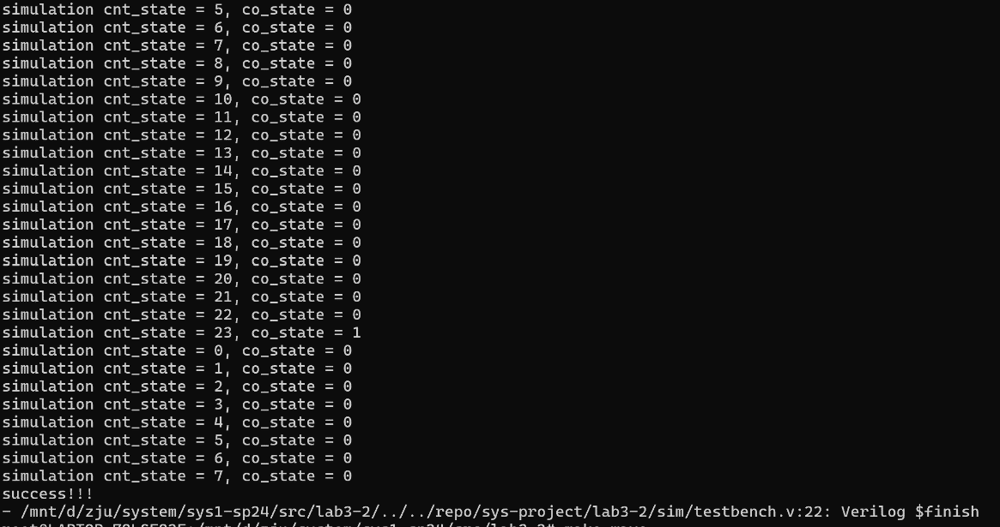 simulation cnt_state = 5, co_state = 0
simulation cnt_state = 6, co_state = 0
simulation cnt_state = 7, co_state = 0
simulation cnt_state = 8, co_state = 0
simulation cnt_state = 9, co_state = 0
simulation cnt_state = 10, co_state = 0
simulation cnt_state = 11, co_state = 0
simulation cnt_state = 12, co_state = 0
simulation cnt_state = 13, co_state = 0
simulation cnt_state = 14, co_state = 0
simulation cnt_state = 15, co_state = 0
simulation cnt_state = 16, co_state = 0
simulation cnt_state = 17, co_state = 0
simulation cnt_state = 18, co_state = 0
simulation cnt_state = 19, co_state = 0
simulation cnt_state = 20, co_state = 0
simulation cnt_state = 21, co_state = 0
simulation cnt_state = 22, co_state = 0
simulation cnt_state = 23, co_state = 1
simulation cnt_state = 0, co_state = 0
simulation cnt_state = 1, co_state = 0
simulation cnt_state = 2, co_state = 0
simulation cnt_state = 3, co_state = 0
simulation cnt_state = 4, co_state = 0
simulation cnt_state = 5, co_state = 0
simulation cnt_state = 6, co_state = 0
simulation cnt_state = 7, co_state = 0
success!!!
- /mnt/d/zju/system/sys1-sp24/src/lab3-2/../../repo/sys-project/lab3-2/sim/testbench.v:22: Verilog $finish